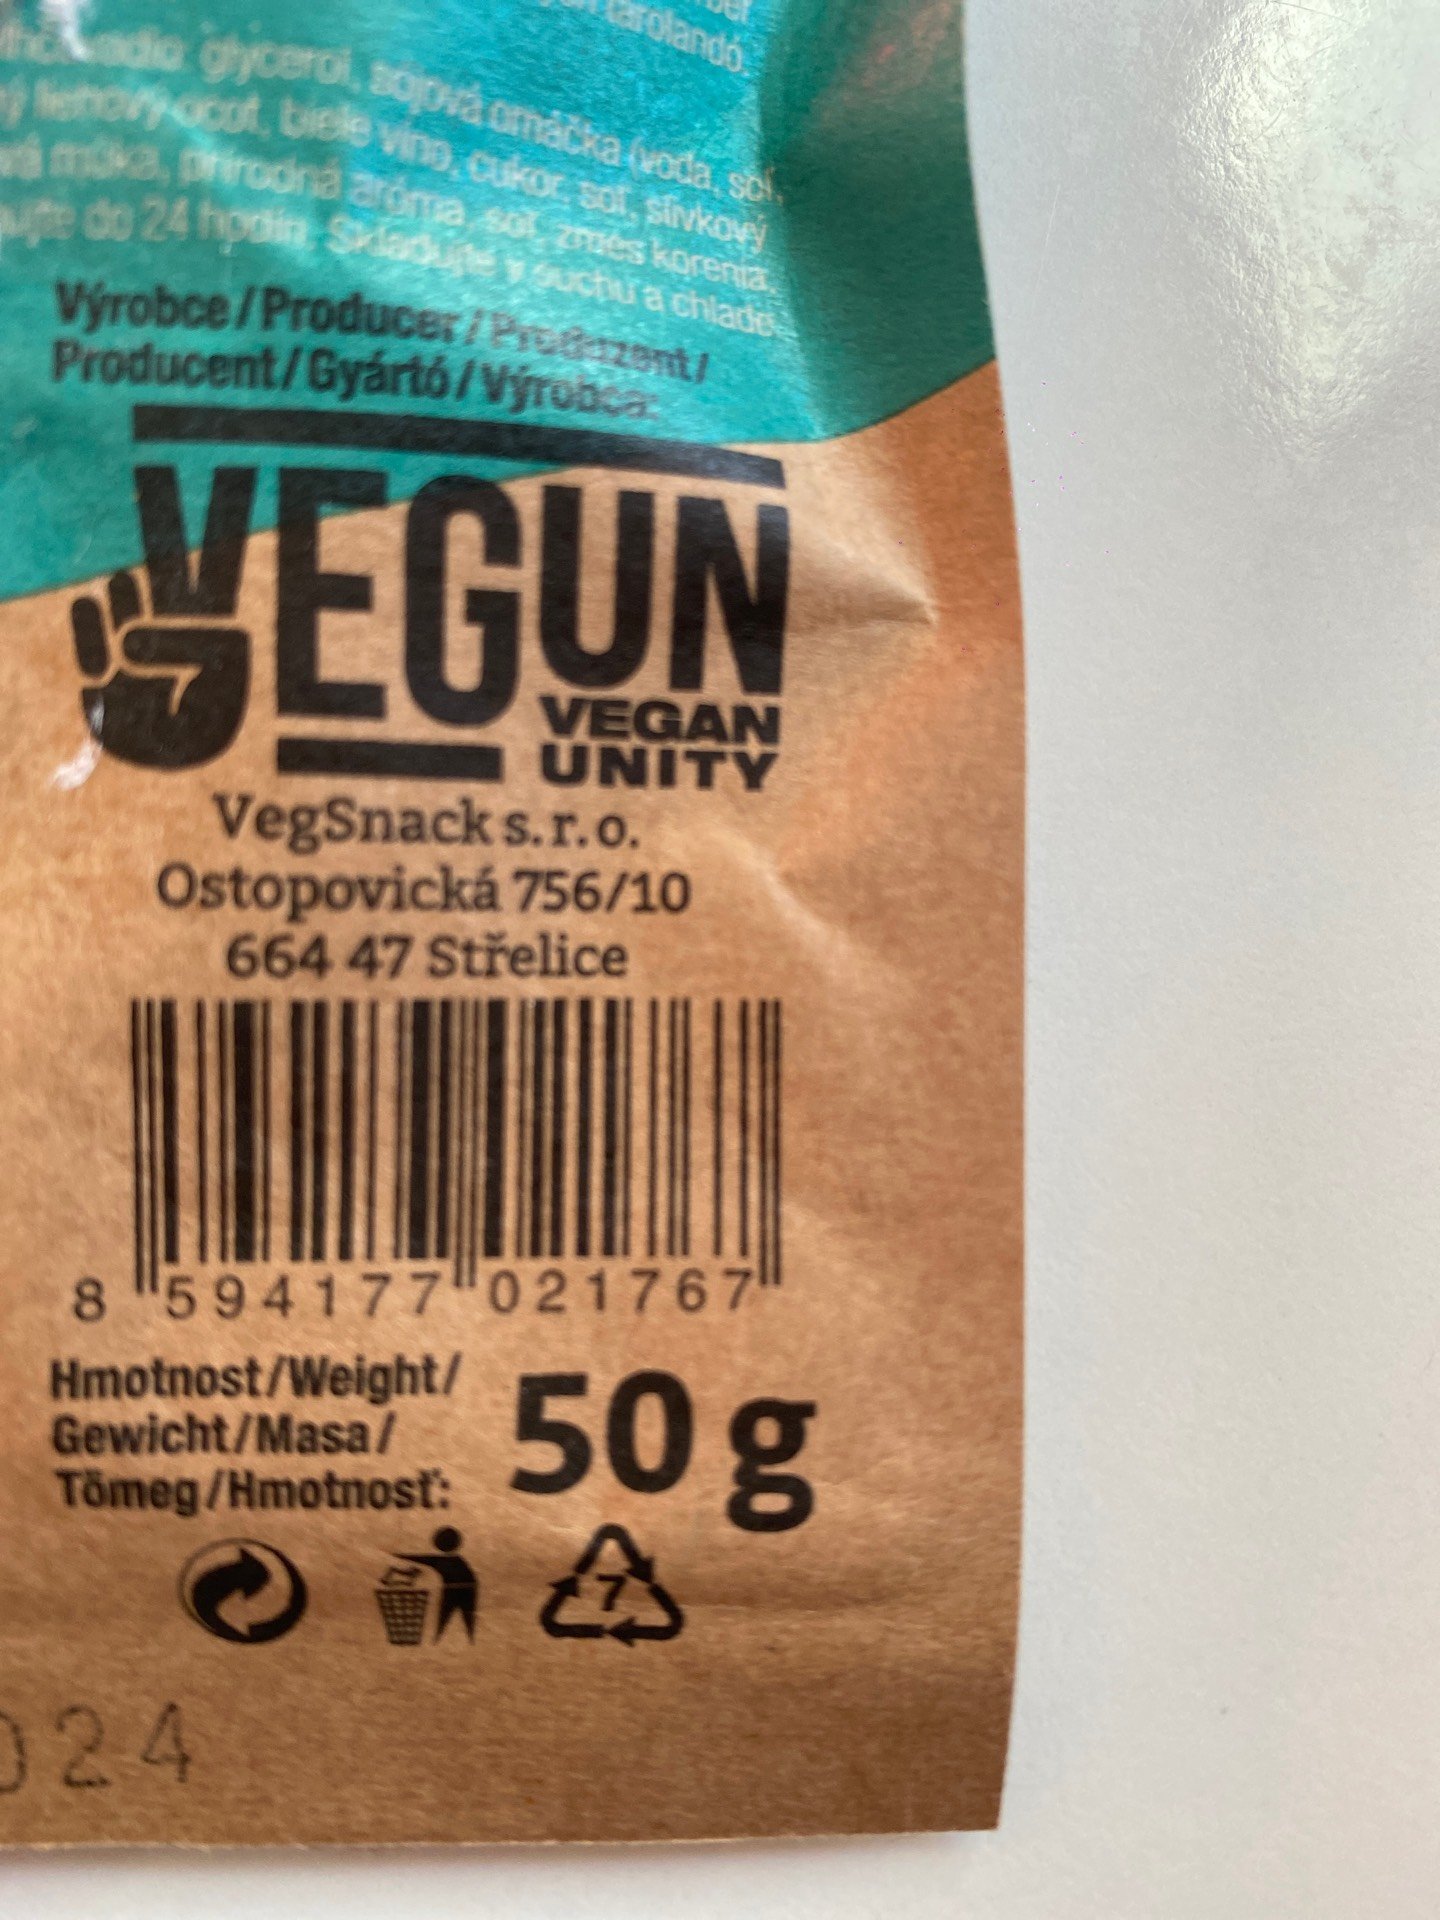 tárolandó.
glycerol, sójová omáčka (voda, soľ,
ocot, biele víno, cukor, soľ, slivkový
múka, prírodná aróma, soľ, zmes korenia.
do 24 hodín. Skladujte v suchu a chlade.
Výrobce/Producer/Produzent/
Producent/Gyártó/Výrobca:
VEGUN
VEGAN
UNITY
VegSnack s.r.o.
Ostopovická 756/10
664 47 Střelice
8 594177 021767
Hmotnost/Weight/
Gewicht/Masa/
Tömeg/Hmotnosť:
50 g
7
024